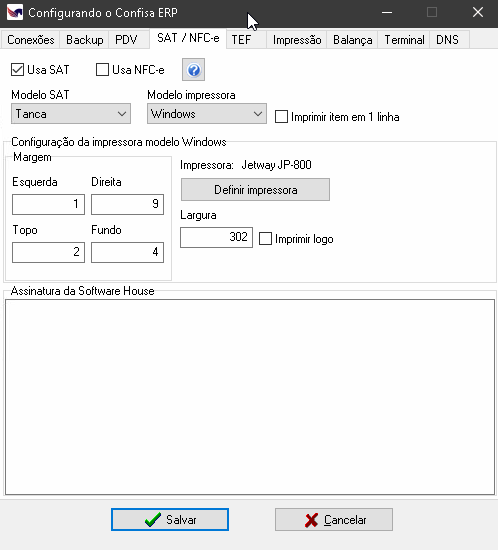 Configurando o Confisa ERP
Conexões Backup PDV SAT / NFC-e TEF Impressão Balança Terminal DNS
Usa SAT Usa NFC-e
Modelo SAT Modelo impressora
Tanca Windows Imprimir item em 1 linha
Configuração da impressora modelo Windows
Margem
Impressora: Jetway JP-800
Esquerda Direita
Definir impressora
1 9
Largura
Topo Fundo
302 Imprimir logo
2 4
Assinatura da Software House
Salvar Cancelar